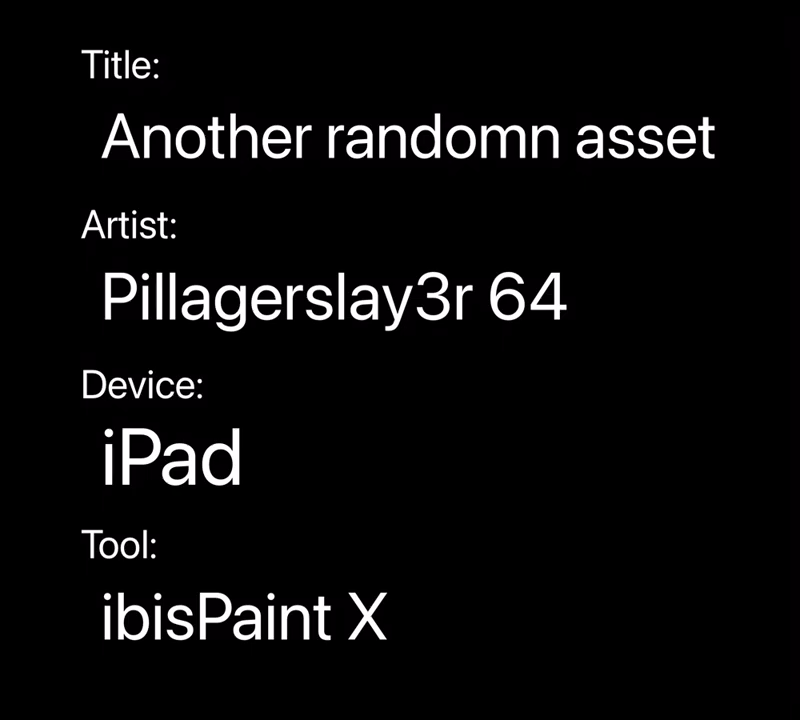 Title:
Another randomn asset
Artist:
Pillagerslay3r 64
Device:
iPad
Tool:
ibisPaint X